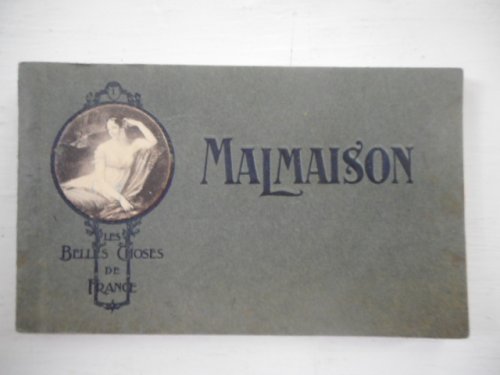 MALMAISON
LES
BELLES CHOSES
DE
FRANCE